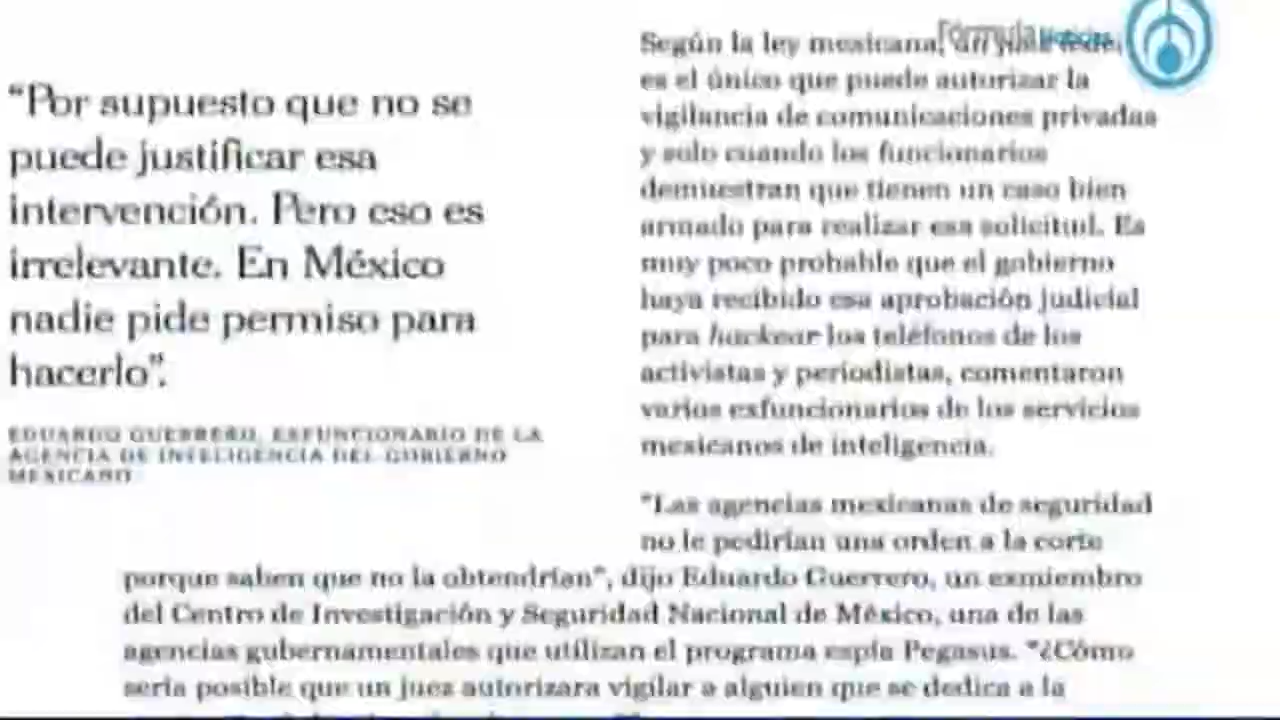 “Por supuesto que no se
puede justificar esa
intervención. Pero eso es
irrelevante. En México
nadie pide permiso para
hacerlo”.
EDUARDO GUERRERO, EXFUNCIONARIO DE LA
AGENCIA DE INTELIGENCIA DEL GOBIERNO
MEXICANO
Fórmula noticias
Según la ley mexicana, un juez
es el único que puede autorizar la
vigilancia de comunicaciones privadas
y solo cuando los funcionarios
demuestran que tienen un caso bien
armado para realizar esa solicitud. Es
muy poco probable que el gobierno
haya recibido esa aprobación judicial
para hackear los teléfonos de los
activistas y periodistas, comentaron
varios exfuncionarios de los servicios
mexicanos de inteligencia.
“Las agencias mexicanas de seguridad
no le pedirían una orden a la corte
porque saben que no la obtendrían”, dijo Eduardo Guerrero, un exmiembro
del Centro de Investigación y Seguridad Nacional de México, una de las
agencias gubernamentales que utilizan el programa espía Pegasus. “¿Cómo
sería posible que un juez autorizara vigilar a alguien que se dedica a la